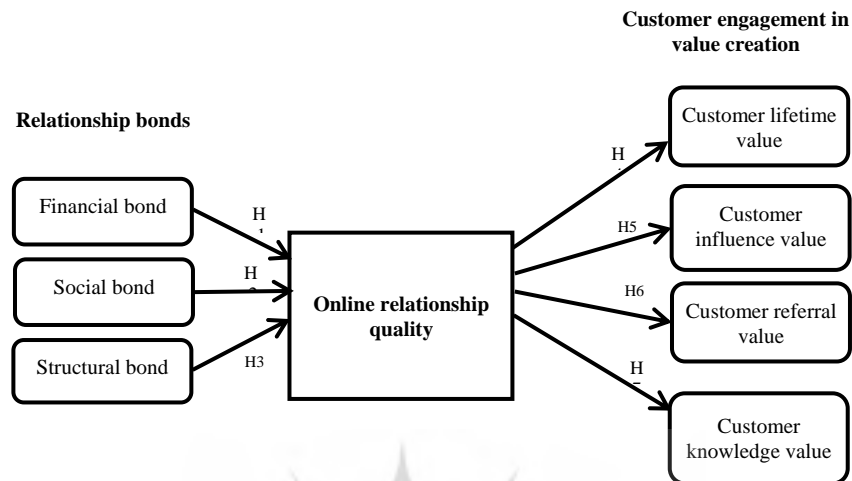 Customer engagement in
value creation
Relationship bonds
Customer lifetime
value
H
Financial bond
H
Customer
influence value
H5
Social bond
H
Online relationship
quality
H6
Customer referral
value
Structural bond
H3
H
Customer
knowledge value